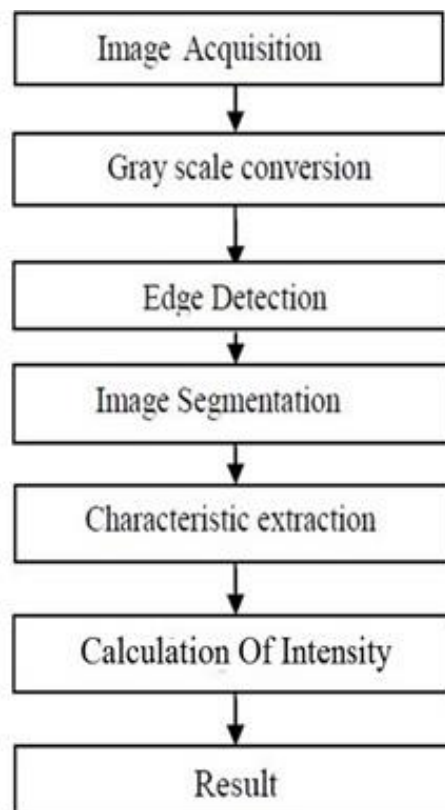 Image Acquisition
Gray scale conversion
Edge Detection
Image Segmentation
Characteristic extraction
Calculation Of Intensity
Result